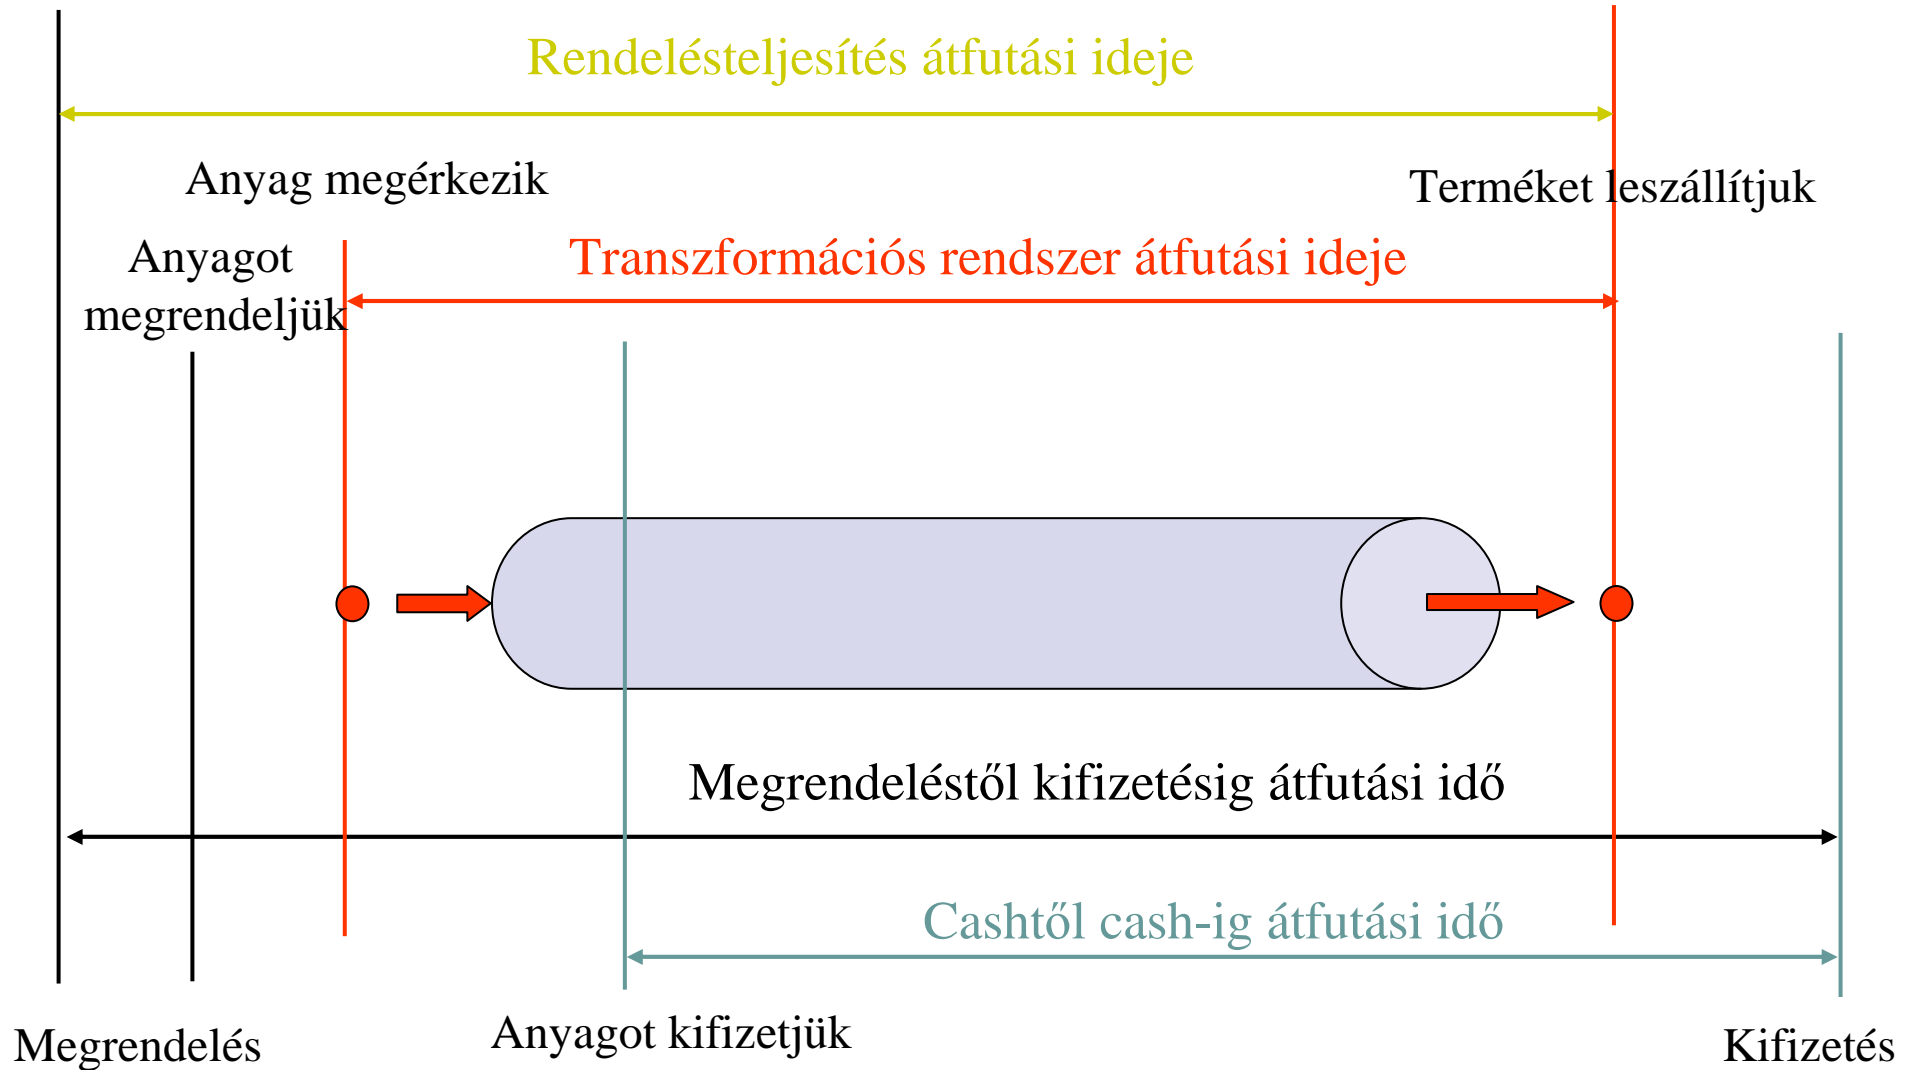 Rendelésteljesítés átfutási ideje
Anyag megérkezik
Terméket leszállítjuk
Anyagot
megrendeljük
Transzformációs rendszer átfutási ideje
Megrendeléstől kifizetésig átfutási idő
Cashtől cash-ig átfutási idő
Megrendelés
Anyagot kifizetjük
Kifizetés